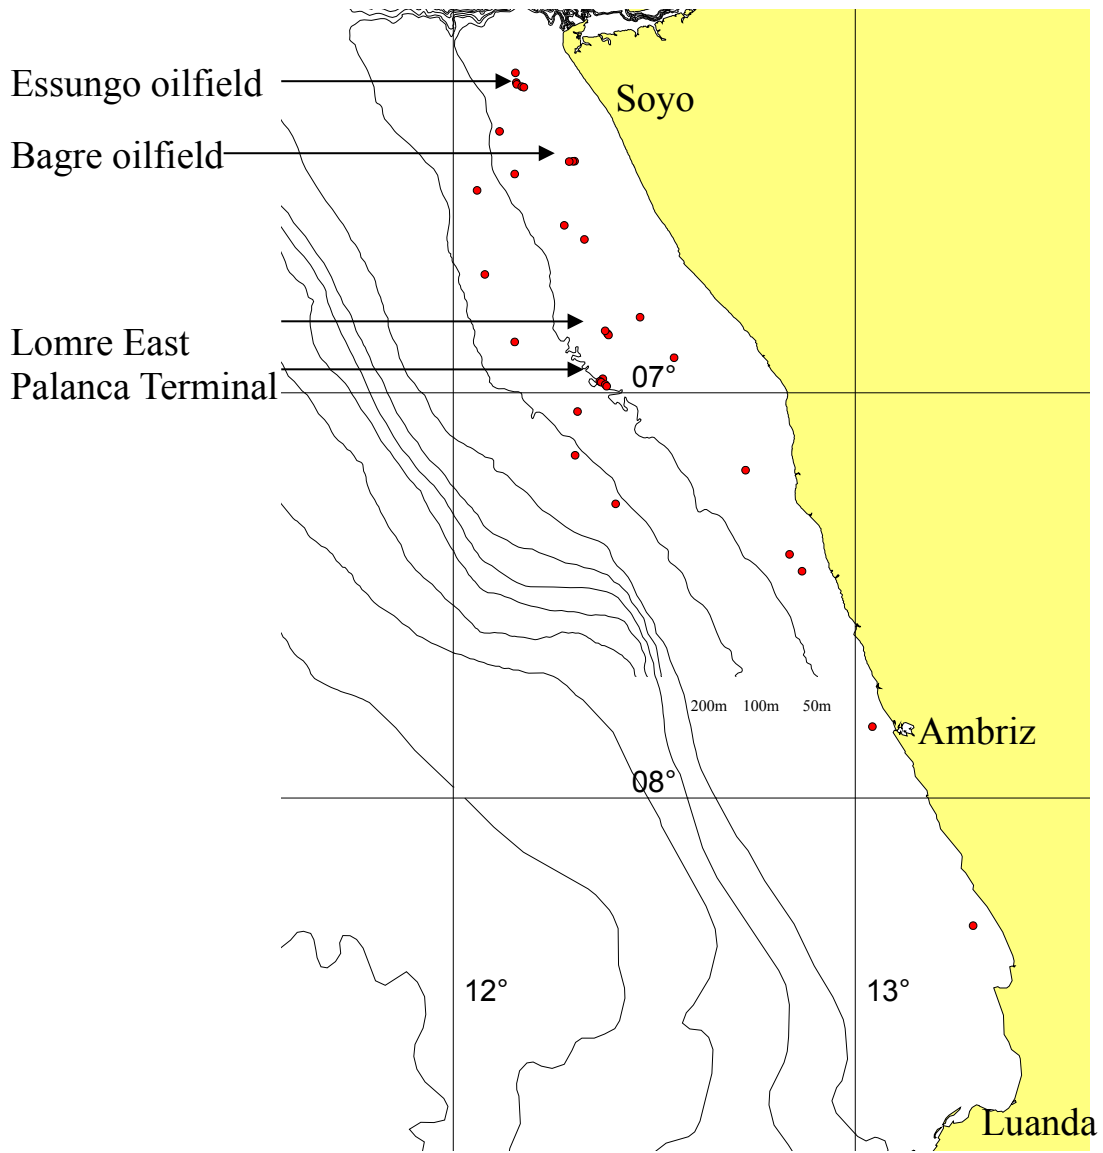 Essungo oilfield
Soyo
Bagre oilfield
Lomre East
Palanca Terminal
07°
200m 100m 50m
Ambriz
08°
12°
13°
Luanda